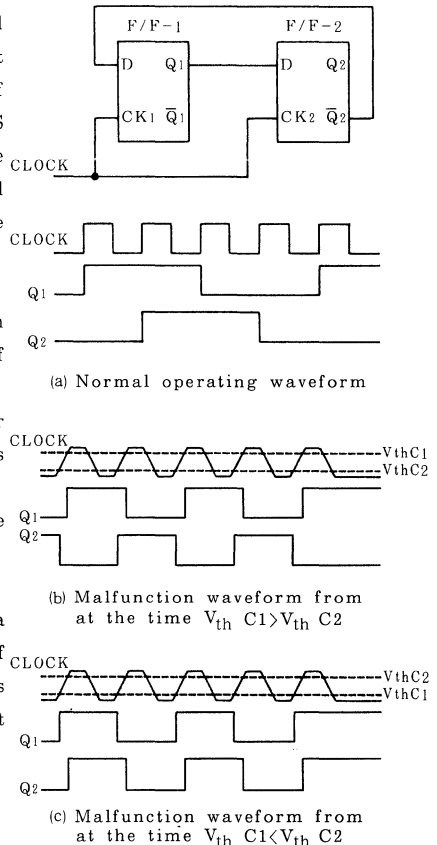 F/F-1 F/F-2
D Q1 D Q2
CK1 Q̅1 CK2 Q̅2
CLOCK
CLOCK
Q1
Q2
(a) Normal operating waveform
CLOCK
VthC1
VthC2
Q1
Q2
(b) Malfunction waveform from
at the time Vth C1>Vth C2
CLOCK
VthC2
VthC1
Q1
Q2
(c) Malfunction waveform from
at the time Vth C1<Vth C2